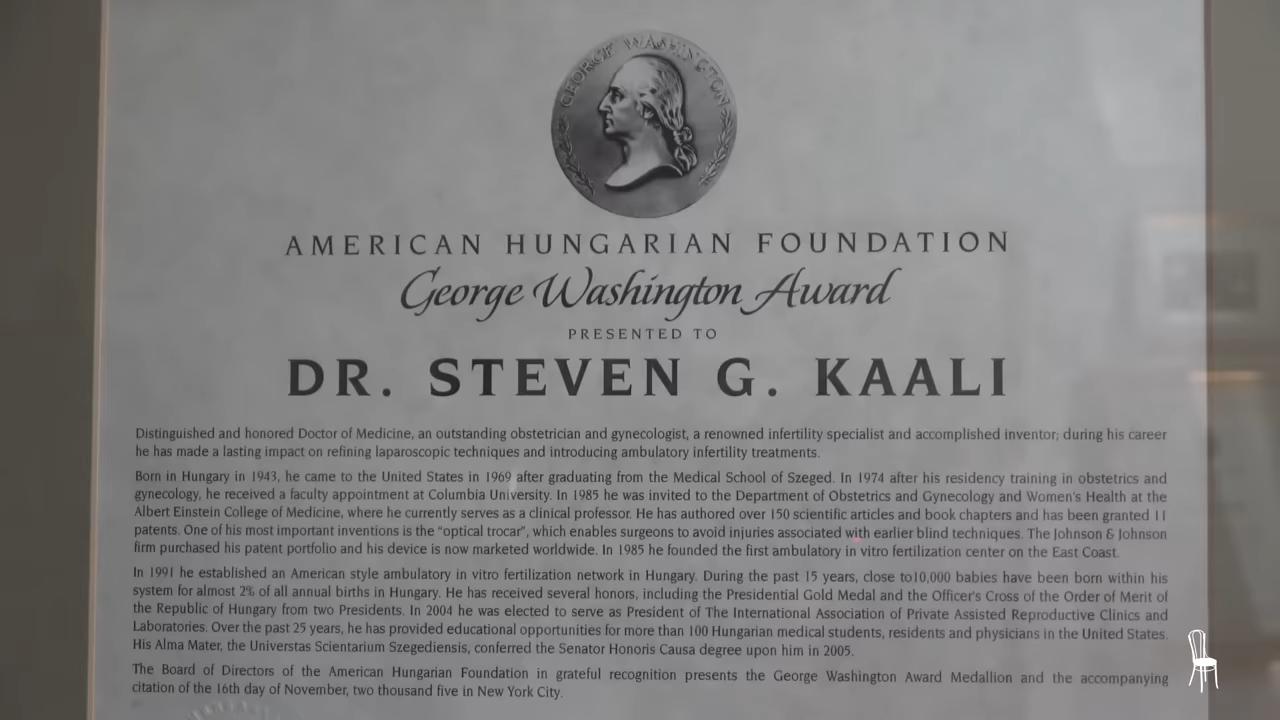 GEORGE WASHINGTON
AMERICAN HUNGARIAN FOUNDATION
George Washington Award
PRESENTED TO
DR. STEVEN G. KAALI
Distinguished and honored Doctor of Medicine, an outstanding obstetrician and gynecologist, a renowned infertility specialist and accomplished inventor; during his career
he has made a lasting impact on refining laparoscopic techniques and introducing ambulatory infertility treatments.
Born in Hungary in 1943, he came to the United States in 1969 after graduating from the Medical School of Szeged. In 1974 after his residency training in obstetrics and
gynecology, he received a faculty appointment at Columbia University. In 1985 he was invited to the Department of Obstetrics and Gynecology and Women's Health at the
Albert Einstein College of Medicine, where he currently serves as a clinical professor. He has authored over 150 scientific articles and book chapters and has been granted 11
patents. One of his most important inventions is the "optical trocar", which enables surgeons to avoid injuries associated with earlier blind techniques. The Johnson & Johnson
firm purchased his patent portfolio and his device is now marketed worldwide. In 1985 he founded the first ambulatory in vitro fertilization center on the East Coast.
In 1991 he established an American style ambulatory in vitro fertilization network in Hungary. During the past 15 years, close to10,000 babies have been born within his
system for almost 2% of all annual births in Hungary. He has received several honors, including the Presidential Gold Medal and the Officer's Cross of the Order of Merit of
the Republic of Hungary from two Presidents. In 2004 he was elected to serve as President of The International Association of Private Assisted Reproductive Clinics and
Laboratories. Over the past 25 years, he has provided educational opportunities for more than 100 Hungarian medical students, residents and physicians in the United States.
His Alma Mater, the Universtas Scientarium Szegediensis, conferred the Senator Honoris Causa degree upon him in 2005.
The Board of Directors of the American Hungarian Foundation in grateful recognition presents the George Washington Award Medallion and the accompanying
citation of the 16th day of November, two thousand five in New York City.